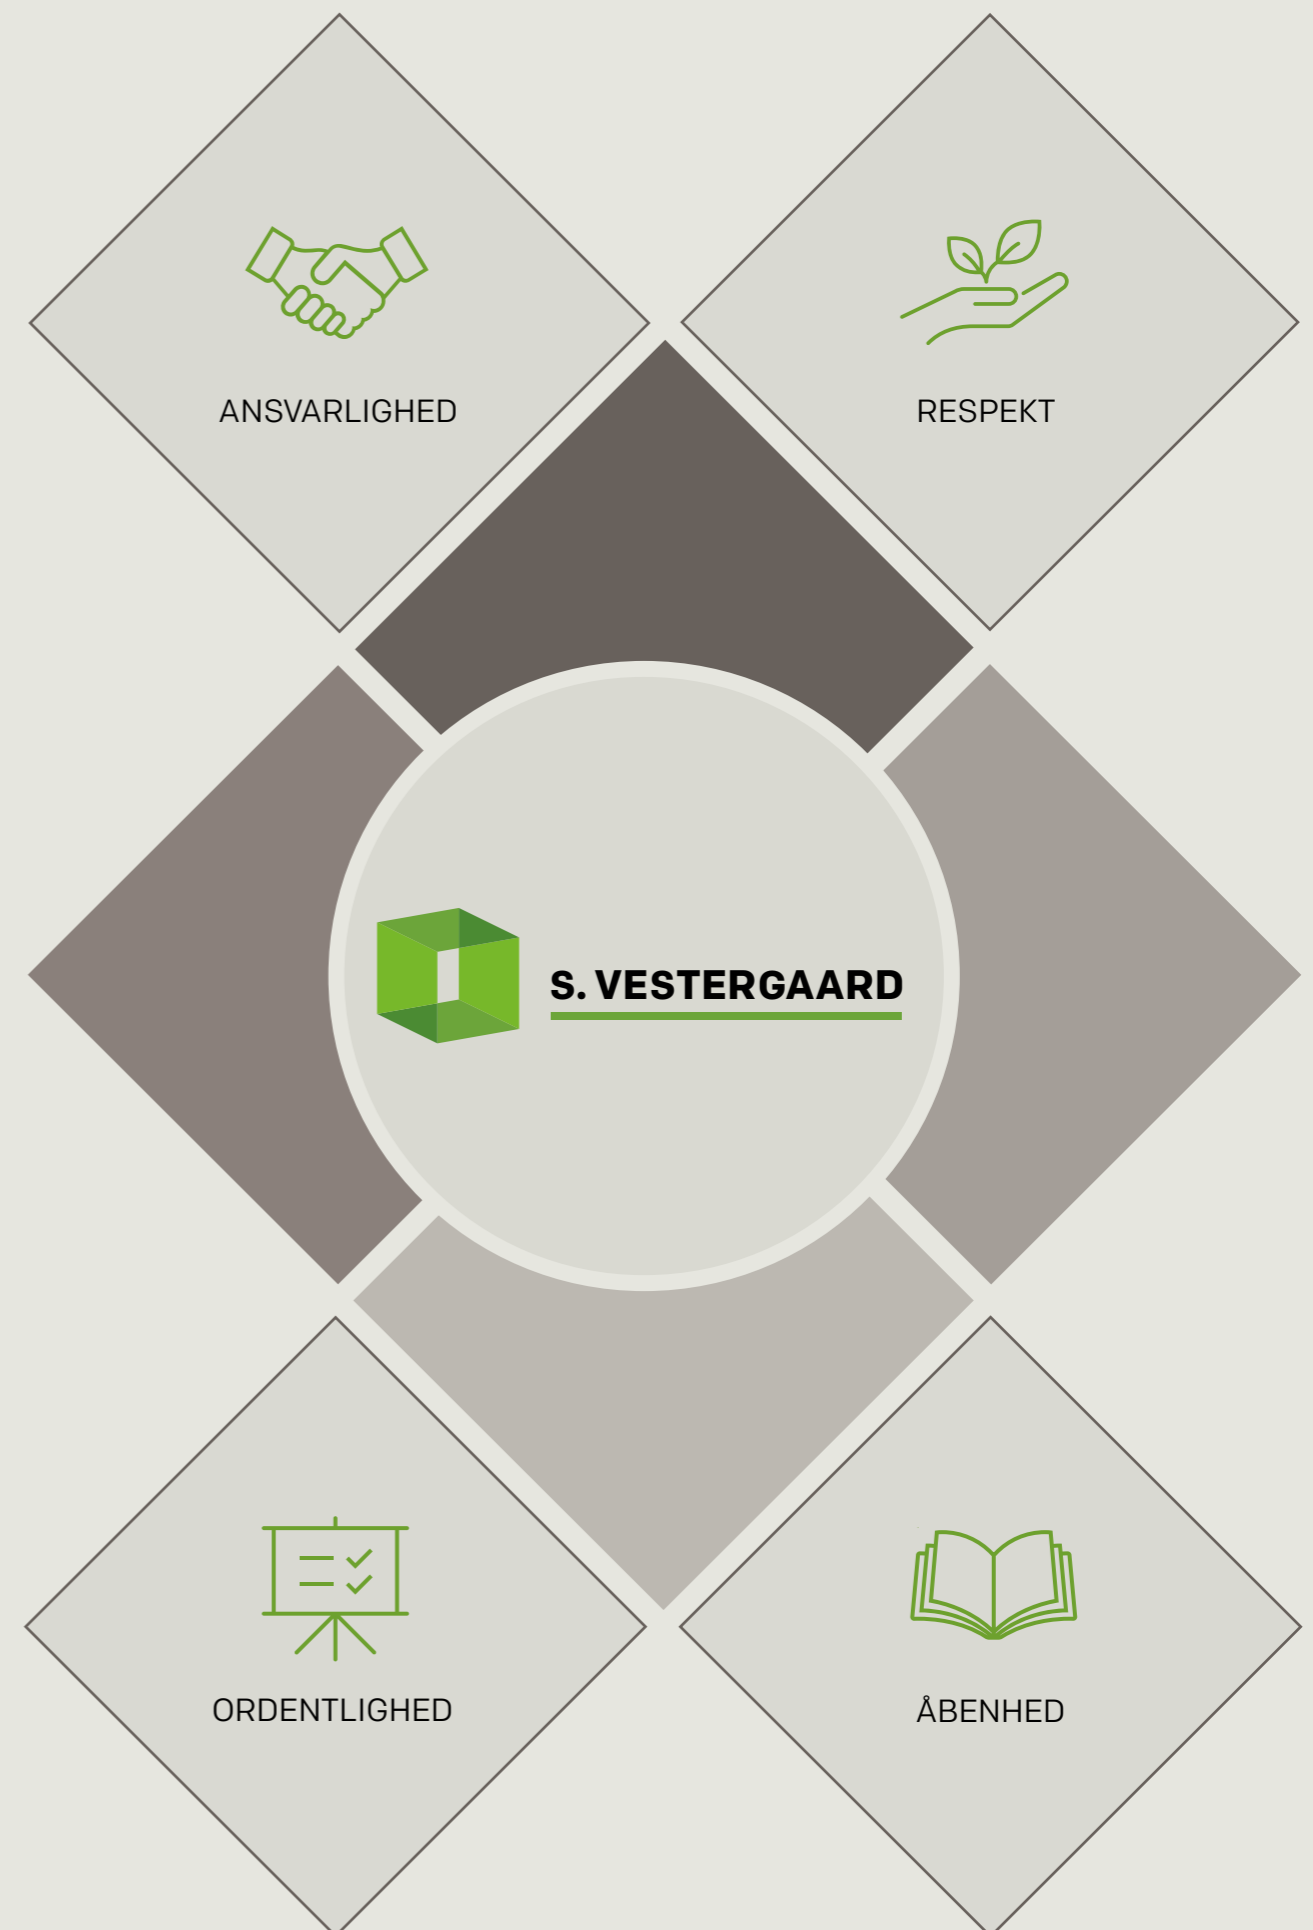 ANSVARLIGHED
RESPEKT
S. VESTERGAARD
ORDENTLIGHED
ÅBENHED